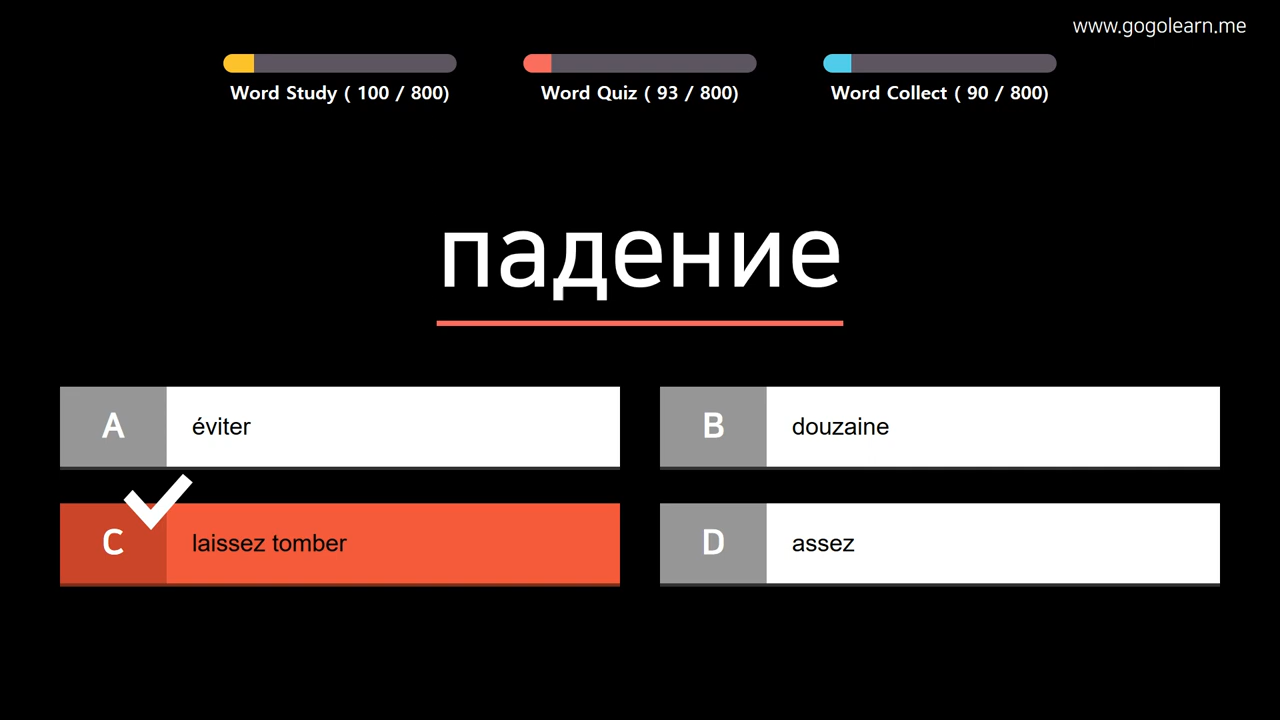 www.gogolearn.me
Word Study ( 100 / 800)
Word Quiz ( 93 / 800)
Word Collect ( 90 / 800)
падение
A
éviter
B
douzaine
C
laissez tomber
D
assez